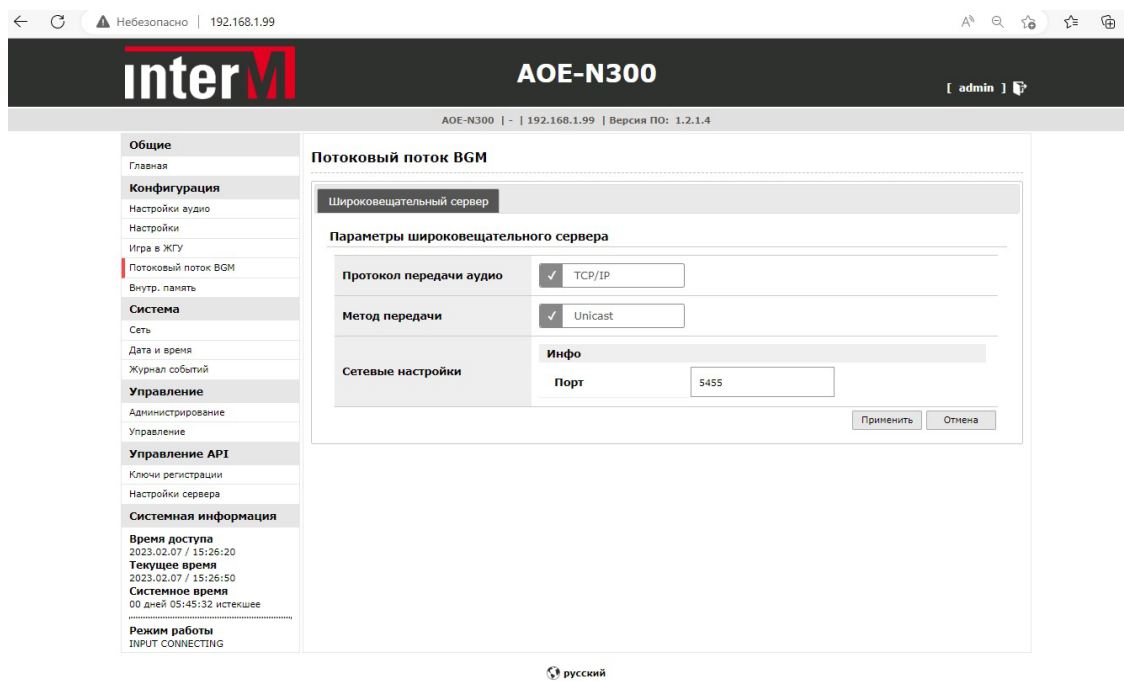 Небезопасно | 192.168.1.99
inter M
AOE-N300
[ admin ]
AOE-N300 | - | 192.168.1.99 | Версия ПО: 1.2.1.4
Общие
Главная
Конфигурация
Настройки аудио
Настройки
Игра в ЖГУ
Потоковый поток BGM
Внутр. память
Система
Сеть
Дата и время
Журнал событий
Управление
Администрирование
Управление
Управление API
Ключи регистрации
Настройки сервера
Системная информация
Время доступа
2023.02.07 / 15:26:20
Текущее время
2023.02.07 / 15:26:50
Системное время
00 дней 05:45:32 истекшее
Режим работы
INPUT CONNECTING
Потоковый поток BGM
Широковещательный сервер
Параметры широковещательного сервера
Протокол передачи аудио TCP/IP
Метод передачи Unicast
Сетевые настройки
Инфо
Порт 5455
Применить Отмена
русский